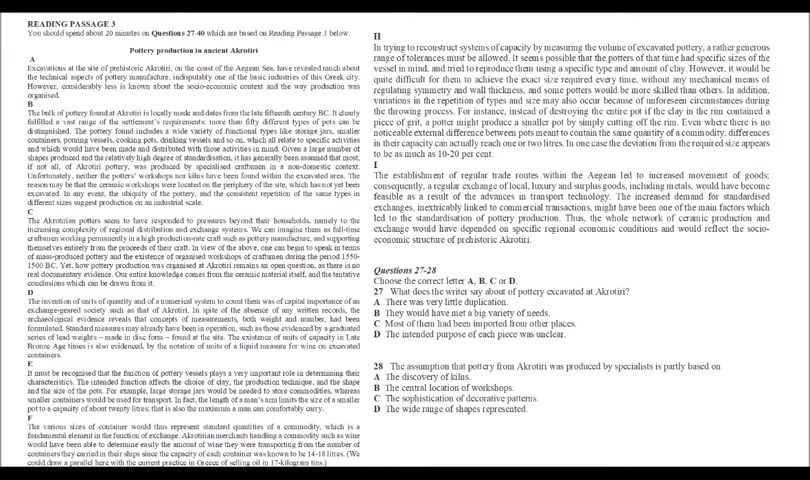 READING PASSAGE 3
You should spend about 20 minutes on Questions 27-40 which are based on Reading Passage 3 below.
Pottery production in ancient Akrotiri
A
Excavations at the site of prehistoric Akrotiri, on the coast of the Aegean Sea, have revealed much about
the technical aspects of pottery manufacture, indisputably one of the basic industries of this Greek city.
However, considerably less is known about the socio-economic context and the way production was
organised.
B
The bulk of pottery found at Akrotiri is locally made and dates from the late fifteenth century BC. It clearly
fulfilled a vast range of the settlement's requirements: more than fifty different types of pots can be
distinguished. The pottery found includes a wide variety of functional types like storage jars, smaller
containers, pouring vessels, cooking pots, drinking vessels and so on, which all relate to specific activities
and which would have been made and distributed with those activities in mind. Given a large number of
shapes produced and the relatively high degree of standardisation, it has generally been assumed that most,
if not all, of Akrotiri pottery, was produced by specialised craftsmen in a non-domestic context.
Unfortunately, neither the potters' workshops nor kilns have been found within the excavated area. The
reason may be that the ceramic workshops were located on the periphery of the site, which has not yet been
excavated. In any event, the ubiquity of the pottery, and the consistent repetition of the same types in
different sizes suggest production on an industrial scale.
C
The Akrotirian potters seem to have responded to pressures beyond their households, namely to the
increasing complexity of regional distribution and exchange systems. We can imagine them as full-time
craftsmen working permanently in a high production-rate craft such as pottery manufacture, and supporting
themselves entirely from the proceeds of their craft. In view of the above, one can begin to speak in terms
of mass-produced pottery and the existence of organised workshops of craftsmen during the period 1550-
1500 BC. Yet, how pottery production was organised at Akrotiri remains an open question, as there is no
real documentary evidence. Our entire knowledge comes from the ceramic material itself, and the tentative
conclusions which can be drawn from it.
D
The invention of units of quantity and of a numerical system to count them was of capital importance for an
exchange-geared society such as that of Akrotiri. In spite of the absence of any written records, the
archaeological evidence reveals that concepts of measurements, both weight and number, had been
formulated. Standard measures may already have been in operation, such as those evidenced by a graduated
series of lead weights – made in disc form – found at the site. The existence of units of capacity in Late
Bronze Age times is also evidenced, by the notation of units of a liquid measure for wine on excavated
containers.
E
It must be recognised that the function of pottery vessels plays a very important role in determining their
characteristics. The intended function affects the choice of clay, the production technique, and the shape
and the size of the pots. For example, large storage jars would be needed to store commodities, whereas
smaller containers would be used for transport. In fact, the length of a man's arm limits the size of a smaller
pot to a capacity of about twenty litres; that is also the maximum a man can comfortably carry.
F
The various sizes of container would thus represent standard quantities of a commodity, which is a
fundamental element in the function of exchange. Akrotirian merchants handling a commodity such as wine
would have been able to determine easily the amount of wine they were transporting from the number of
containers they carried in their ships since the capacity of each container was known to be 14-18 litres. (We
could draw a parallel here with the current practice in Greece of selling oil in 17-kilogram tins.)
H
In trying to reconstruct systems of capacity by measuring the volume of excavated pottery, a rather generous
range of tolerances must be allowed. It seems possible that the potters of that time had specific sizes of the
vessel in mind, and tried to reproduce them using a specific type and amount of clay. However, it would be
quite difficult for them to achieve the exact size required every time, without any mechanical means of
regulating symmetry and wall thickness, and some potters would be more skilled than others. In addition,
variations in the repetition of types and size may also occur because of unforeseen circumstances during
the throwing process. For instance, instead of destroying the entire pot if the clay in the rim contained a
piece of grit, a potter might produce a smaller pot by simply cutting off the rim. Even where there is no
noticeable external difference between pots meant to contain the same quantity of a commodity, differences
in their capacity can actually reach one or two litres. In one case the deviation from the required size appears
to be as much as 10-20 per cent.
I
The establishment of regular trade routes within the Aegean led to increased movement of goods;
consequently, a regular exchange of local, luxury and surplus goods, including metals, would have become
feasible as a result of the advances in transport technology. The increased demand for standardised
exchanges, inextricably linked to commercial transactions, might have been one of the main factors which
led to the standardisation of pottery production. Thus, the whole network of ceramic production and
exchange would have depended on specific regional economic conditions and would reflect the socio-
economic structure of prehistoric Akrotiri.
Questions 27-28
Choose the correct letter A, B, C or D.
27 What does the writer say about of pottery excavated at Akrotiri?
A There was very little duplication.
B They would have met a big variety of needs.
C Most of them had been imported from other places.
D The intended purpose of each piece was unclear.
28 The assumption that pottery from Akrotiri was produced by specialists is partly based on
A The discovery of kilns.
B The central location of workshops.
C The sophistication of decorative patterns.
D The wide range of shapes represented.